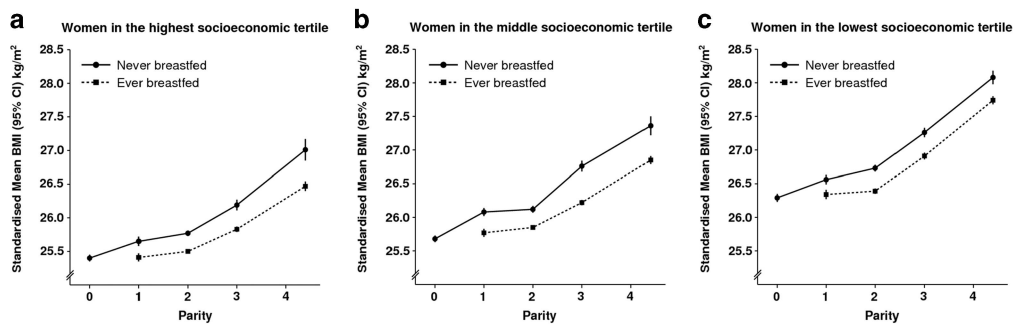 a
Women in the highest socioeconomic tertile
Standardised Mean BMI (95% CI) kg/m²
28.5
28.0
27.5
27.0
26.5
26.0
25.5
Never breastfed
Ever breastfed
0 1 2 3 4
Parity
b
Women in the middle socioeconomic tertile
Standardised Mean BMI (95% CI) kg/m²
28.5
28.0
27.5
27.0
26.5
26.0
25.5
Never breastfed
Ever breastfed
0 1 2 3 4
Parity
c
Women in the lowest socioeconomic tertile
Standardised Mean BMI (95% CI) kg/m²
28.5
28.0
27.5
27.0
26.5
26.0
25.5
Never breastfed
Ever breastfed
0 1 2 3 4
Parity